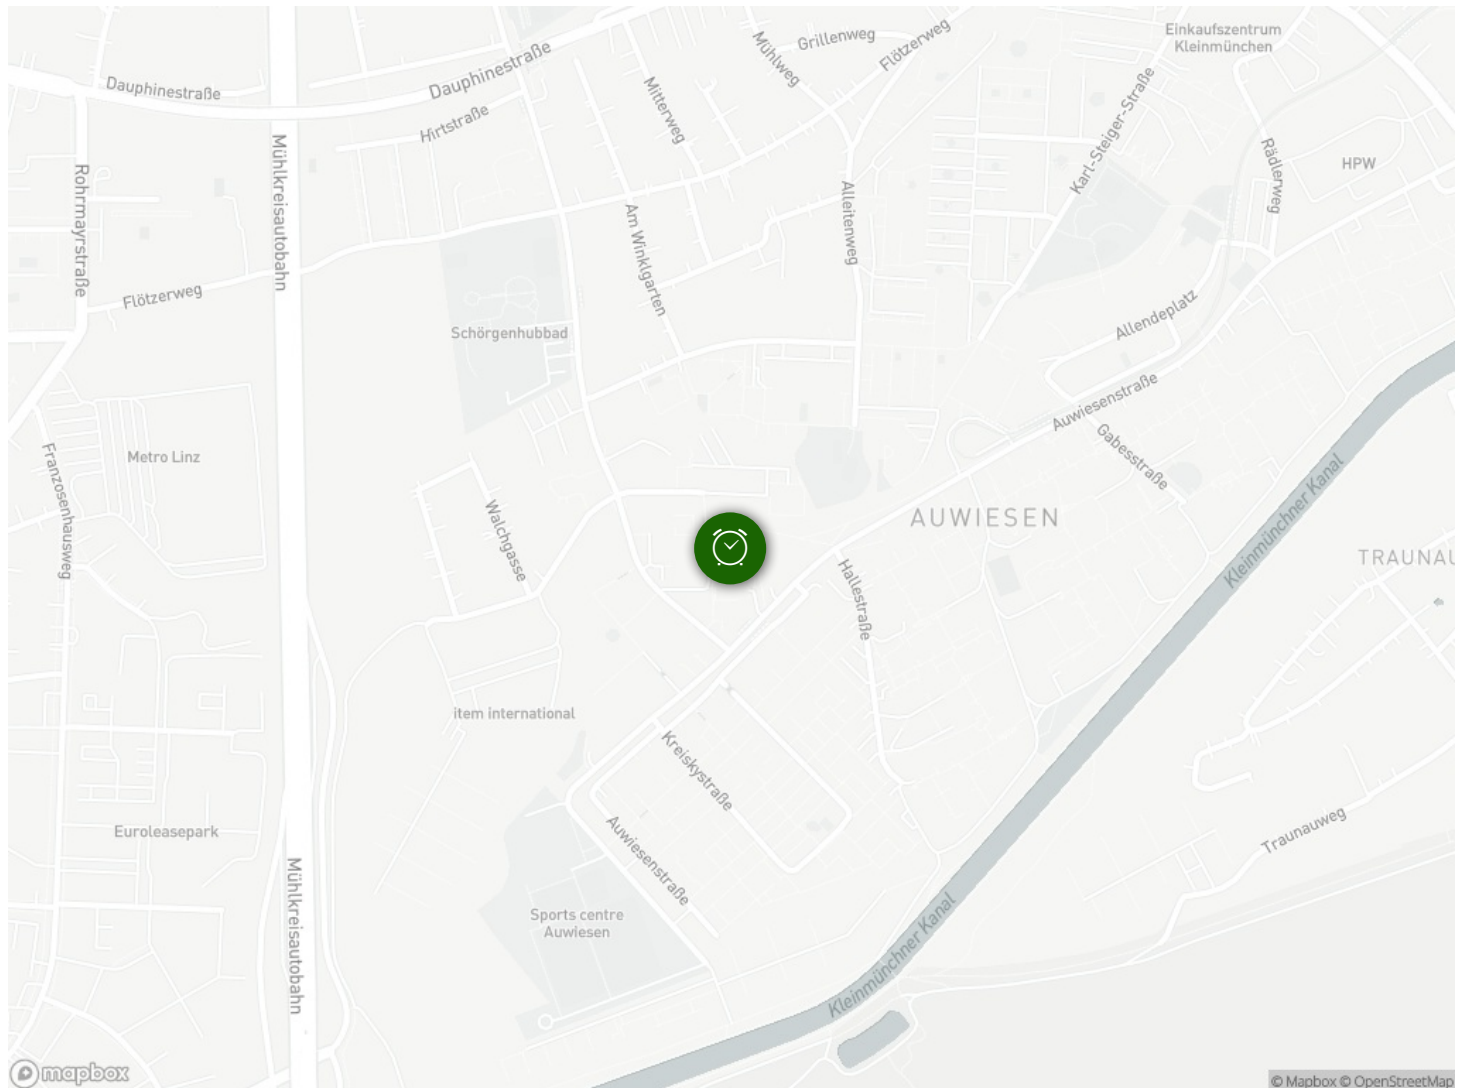 Einkaufszentrum
Kleinmünchen
Grillenweg
Mühlweg
Flötzerweg
Dauphinestraße
Dauphinestraße
Hirtstraße
Mitterweg
Karl-Steiger-Straße
Rädlerweg
HPW
Mühlkreisautobahn
Rohrmayrstraße
Alleitenweg
Am Winklgarten
Flötzerweg
Schörgenhubbad
Allendeplatz
Auwiesenstraße
Gabesstraße
Metro Linz
Franzosenhausweg
Walchgasse
AUWIESEN
Kleinmünchner Kanal
TRAUNAU
Hallestraße
item international
Kreiskystraße
Euroleasepark
Auwiesenstraße
Traunauweg
Mühlkreisautobahn
Sports centre
Auwiesen
Kleinmünchner Kanal
mapbox
© Mapbox © OpenStreetMap